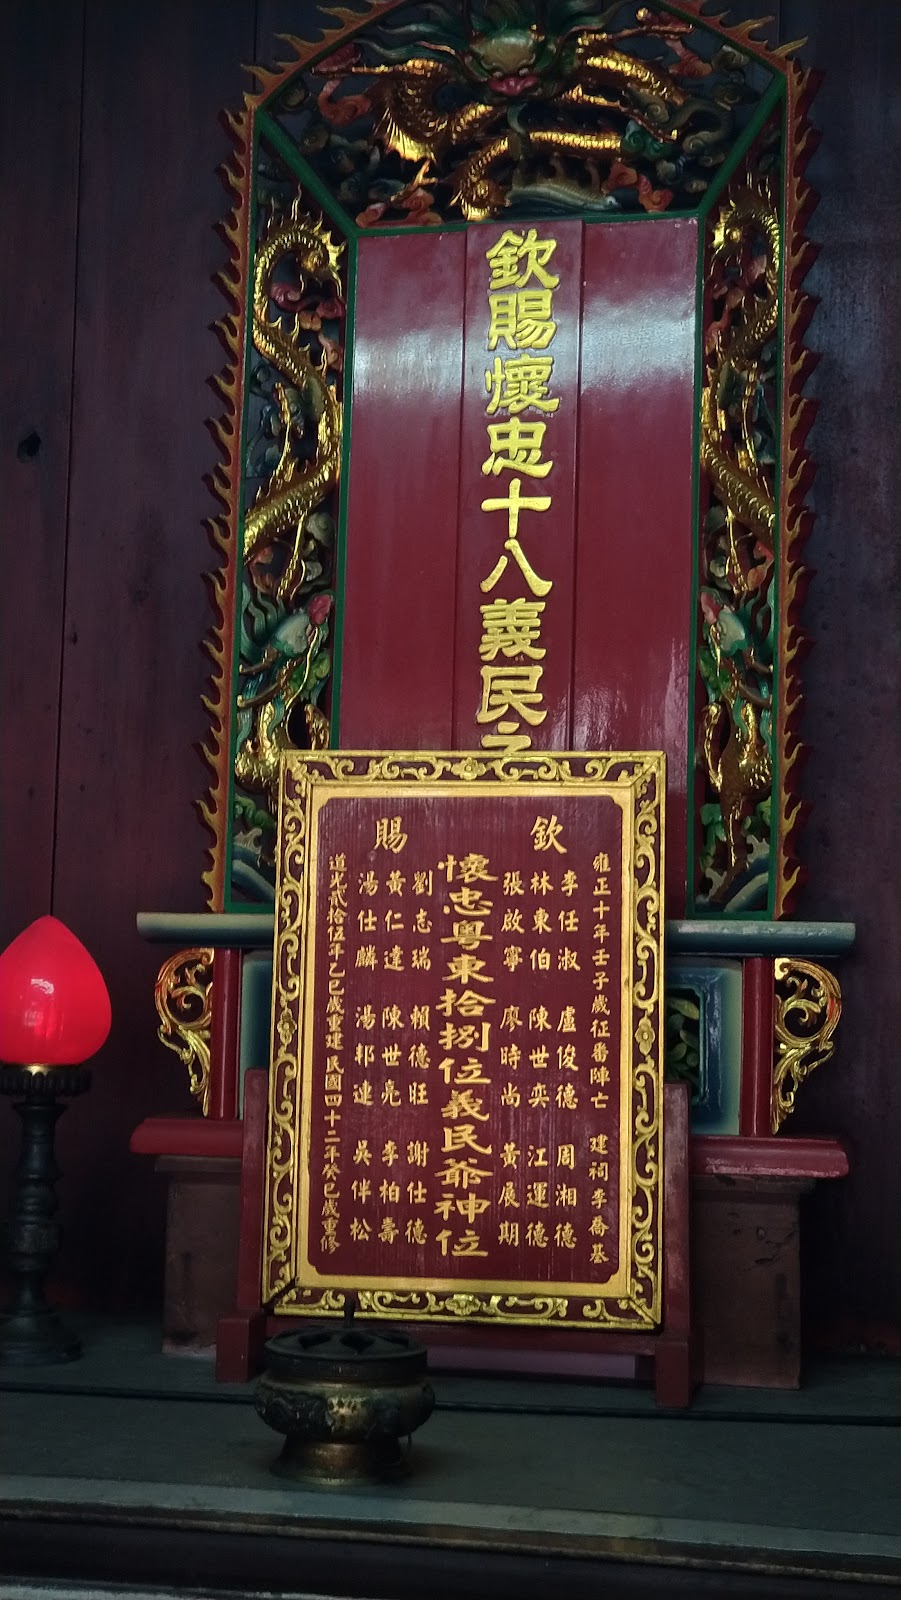 欽賜懷忠十八義民之
欽賜
雍正十年壬子歲征番陣亡 建祠李喬基
李任淑 盧俊德 周湘德
林東伯 陳世奕 江運德
張啟寧 廖時尚 黃展期
懷忠粵東拾捌位義民爺神位
劉志瑞 賴德旺 謝仕德
黃仁達 陳世亮 李柏壽
湯仕麟 湯邦連 吳伴松
道光貳拾伍年乙巳歲重建 民國四十二年癸巳歲重修